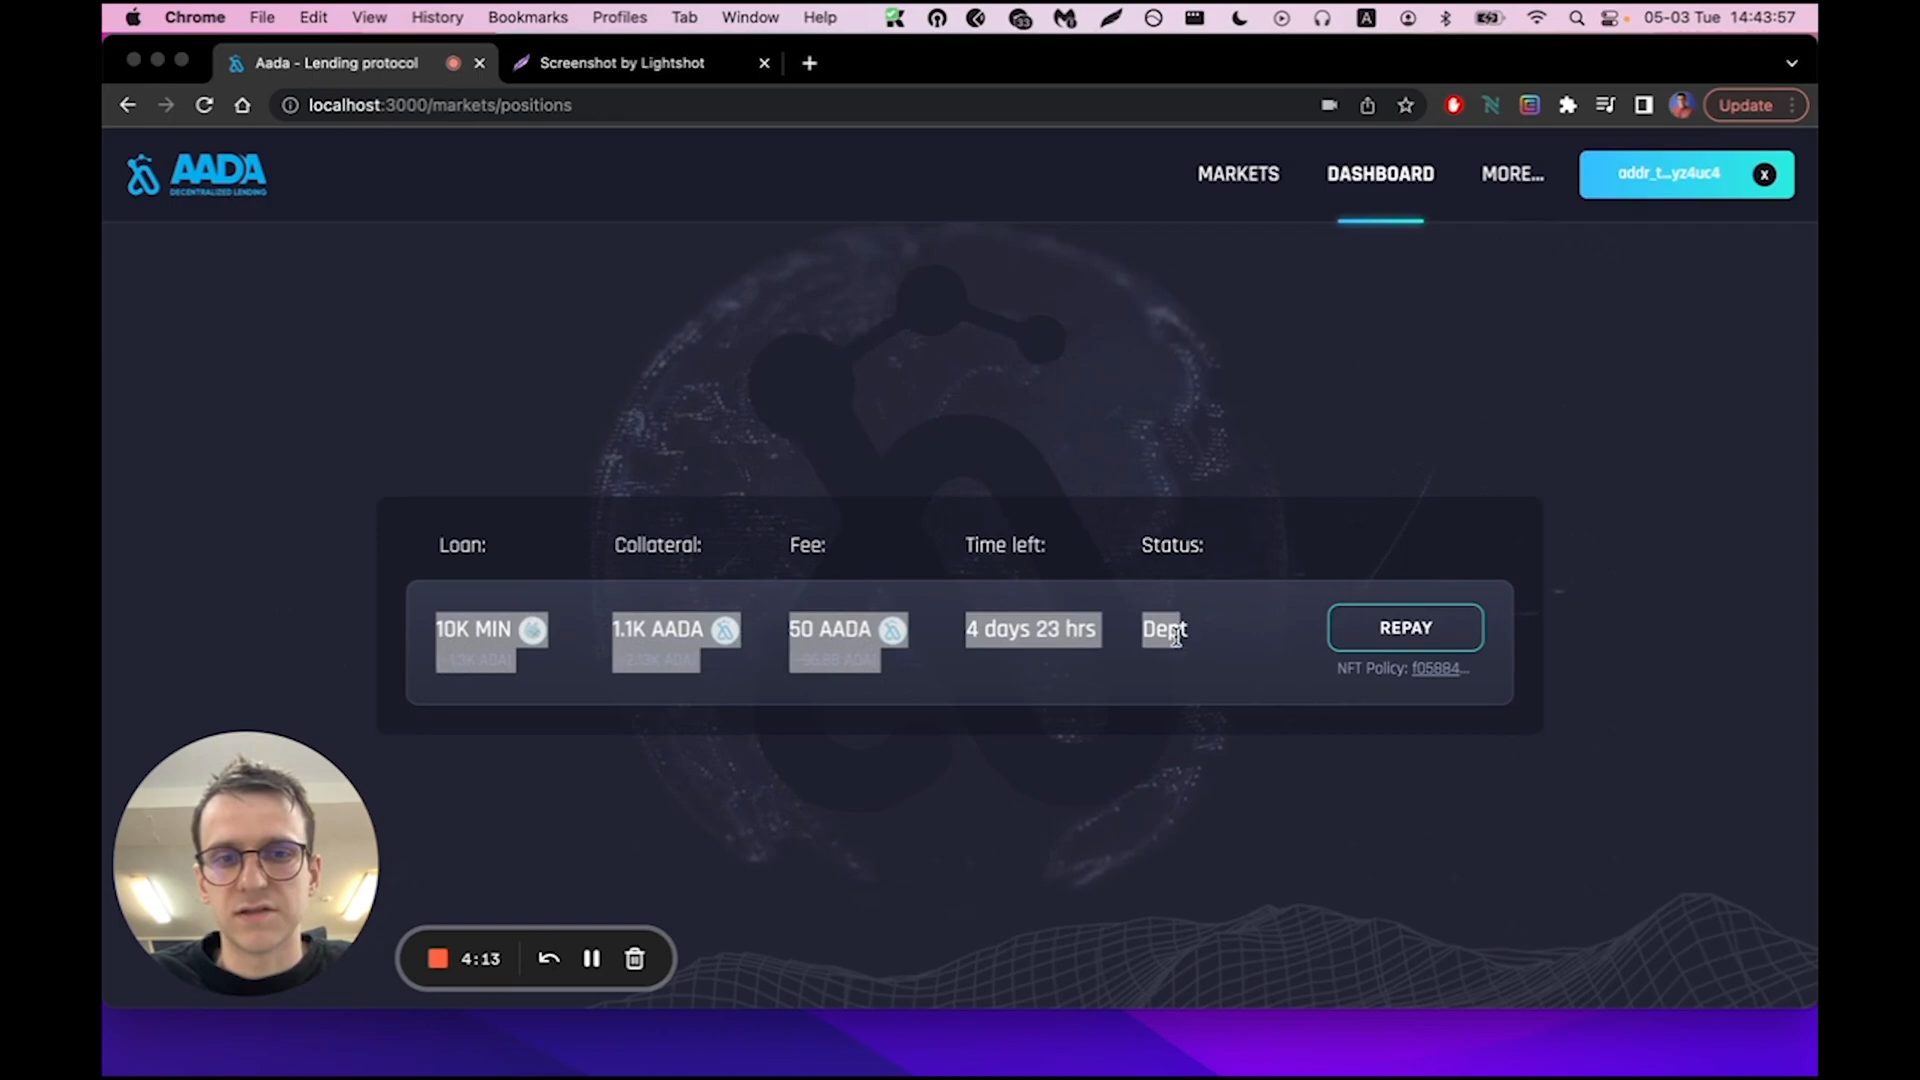 Chrome File Edit View History Bookmarks Profiles Tab Window Help 05-03 Tue 14:43:57
Aada - Lending protocol Screenshot by Lightshot
localhost:3000/markets/positions Update
AADA
DECENTRALIZED LENDING
MARKETS DASHBOARD MORE... addr_t...yz4uc4 x
Loan: Collateral: Fee: Time left: Status:
10K MIN 1.1K AADA 50 AADA 4 days 23 hrs Dept REPAY
NFT Policy: f05884...
4:13